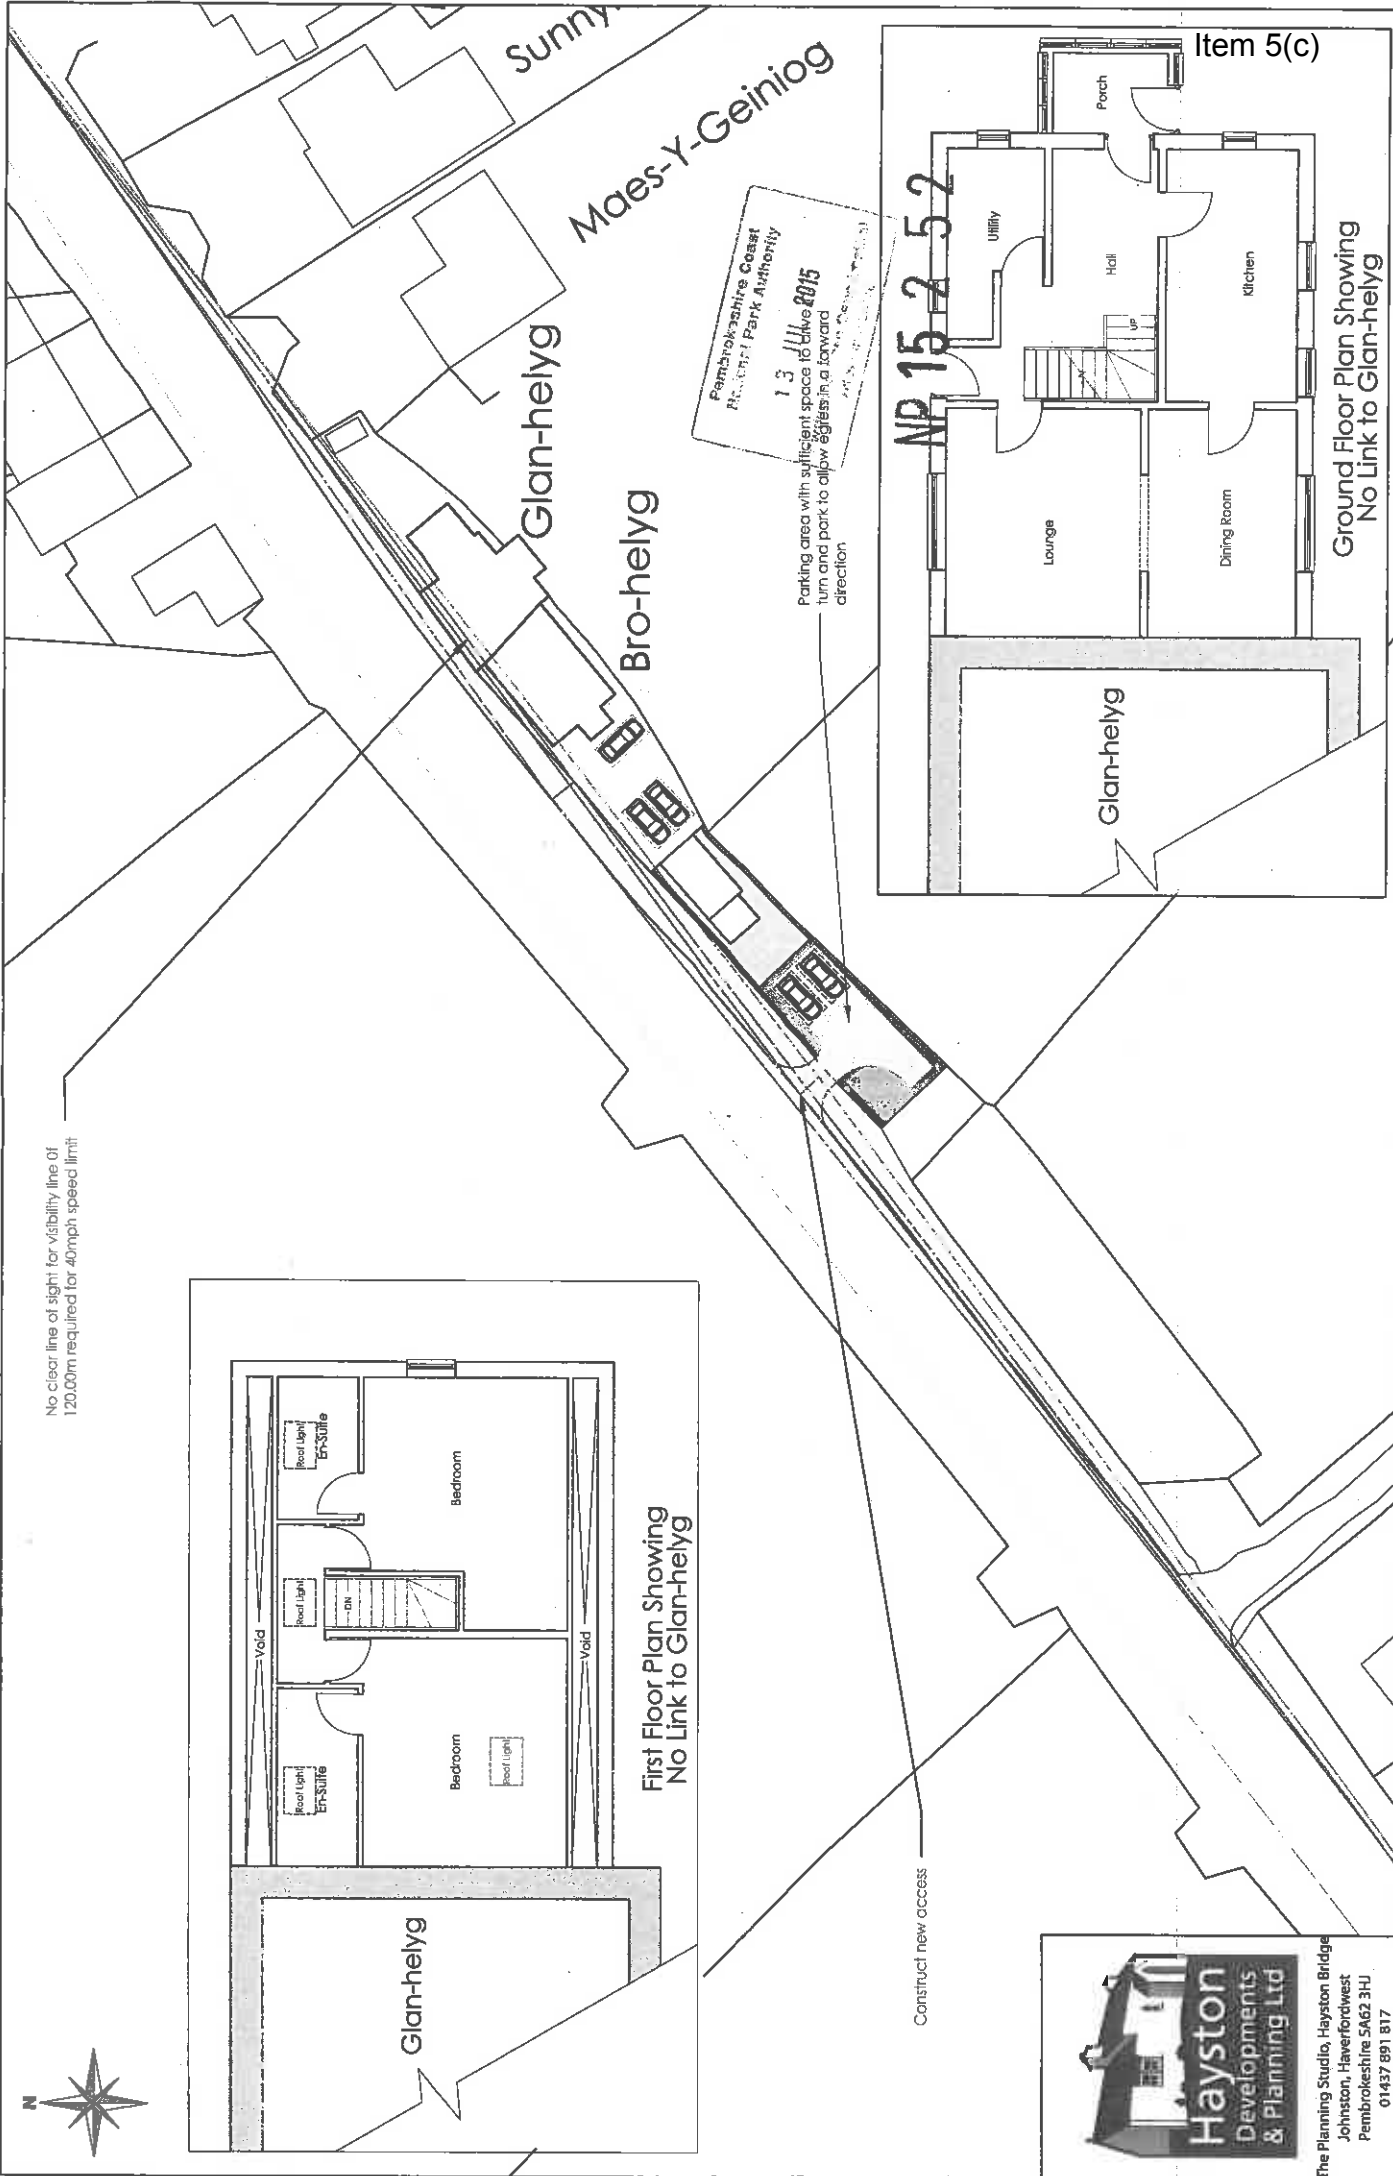 Item 5(c)
N
No clear line of sight for visibility line Of
120.00m required for 40mph speed limit
Sunny
Maes-Y-Geiniog
Glan-helyg
Bro-helyg
Pembrokeshire Coast
National Park Authority
13 JUL 2015
Parking area with sufficient space to drive
turn and park to allow egress in a forward
direction
NP 15 2 5 2
Porch
Utility
Hall
UP
Kitchen
Lounge
Dining Room
Glan-helyg
Ground Floor Plan Showing
No Link to Glan-helyg
Void
Roof Light
En-Suite
Roof Light
DN
Roof Light
En-Suite
Bedroom
Bedroom
Roof Light
Void
Glan-helyg
First Floor Plan Showing
No Link to Glan-helyg
Construct new access
Hayston
Developments
& Planning Ltd
The Planning Studio, Hayston Bridge
Johnston, Haverfordwest
Pembrokeshire SA62 3HJ
01437 891 817